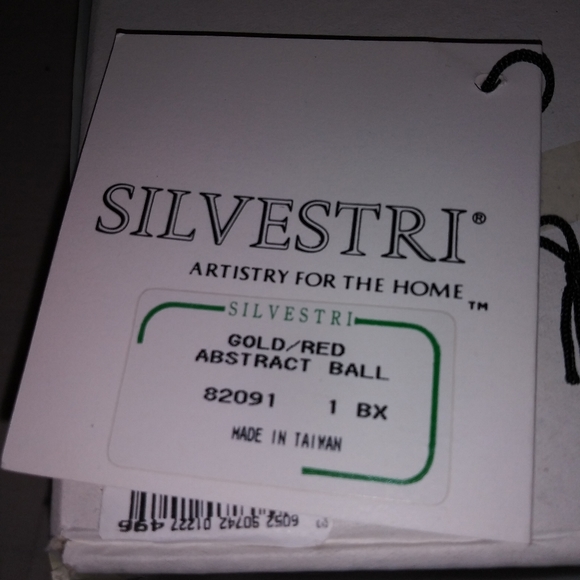 SILVESTRI®
ARTISTRY FOR THE HOME™
SILVESTRI
GOLD/RED
ABSTRACT BALL
82091 1 BX
MADE IN TAIWAN